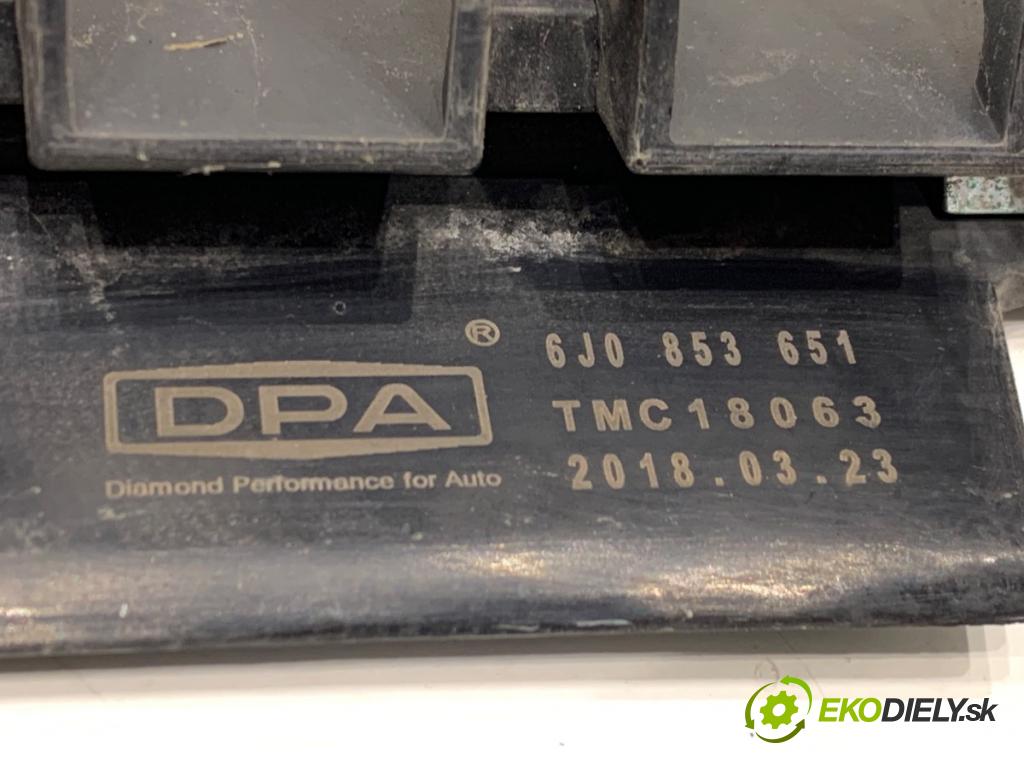 ®
6J0 853 651
DPA
TMC18063
2018.03.23
Diamond Performance for Auto
EKODIELY.sk